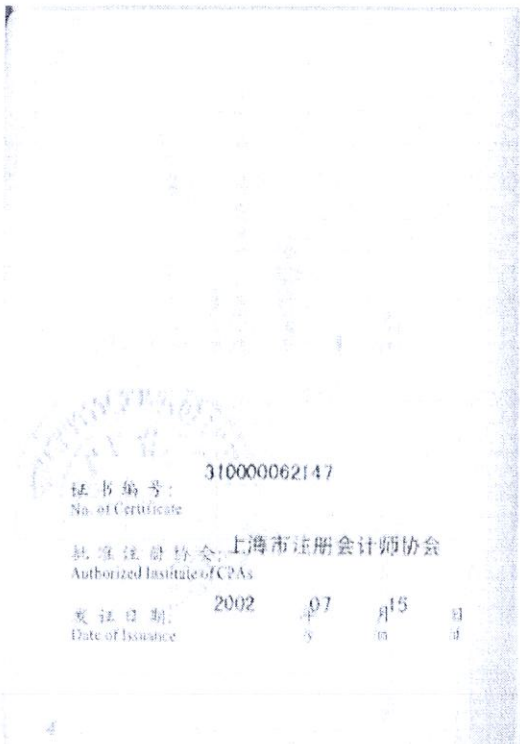 310000062147
证书编号:
No. of Certificate
批准注册协会: 上海市注册会计师协会
Authorized Institute of CPAs
发证日期: 2002 年 07 月 15 日
Date of Issuance y m d
4